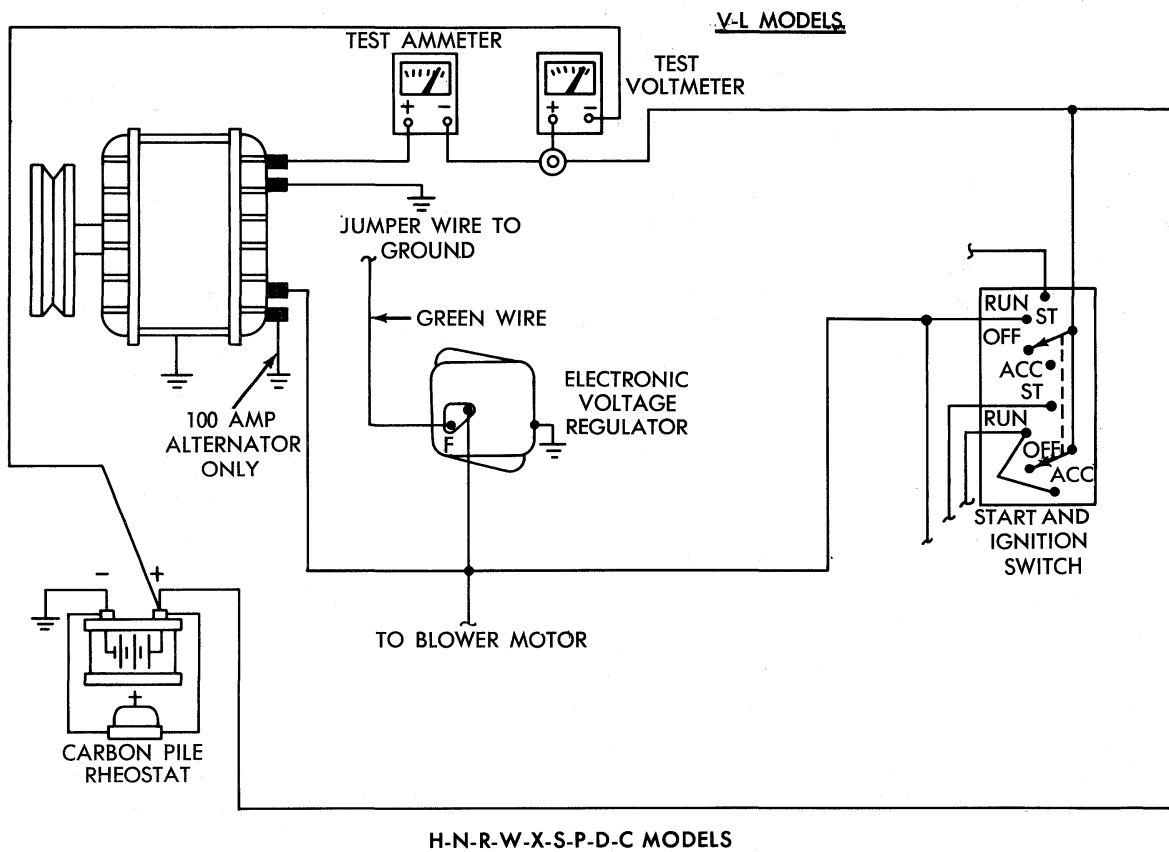 V-L MODELS
TEST AMMETER
TEST
VOLTMETER
+ -
+ -
JUMPER WIRE TO
GROUND
GREEN WIRE
RUN
ST
OFF
ACC
ST
RUN
OFF
ACC
START AND
IGNITION
SWITCH
ELECTRONIC
VOLTAGE
REGULATOR
F
100 AMP
ALTERNATOR
ONLY
- +
TO BLOWER MOTOR
+
CARBON PILE
RHEOSTAT
H-N-R-W-X-S-P-D-C MODELS